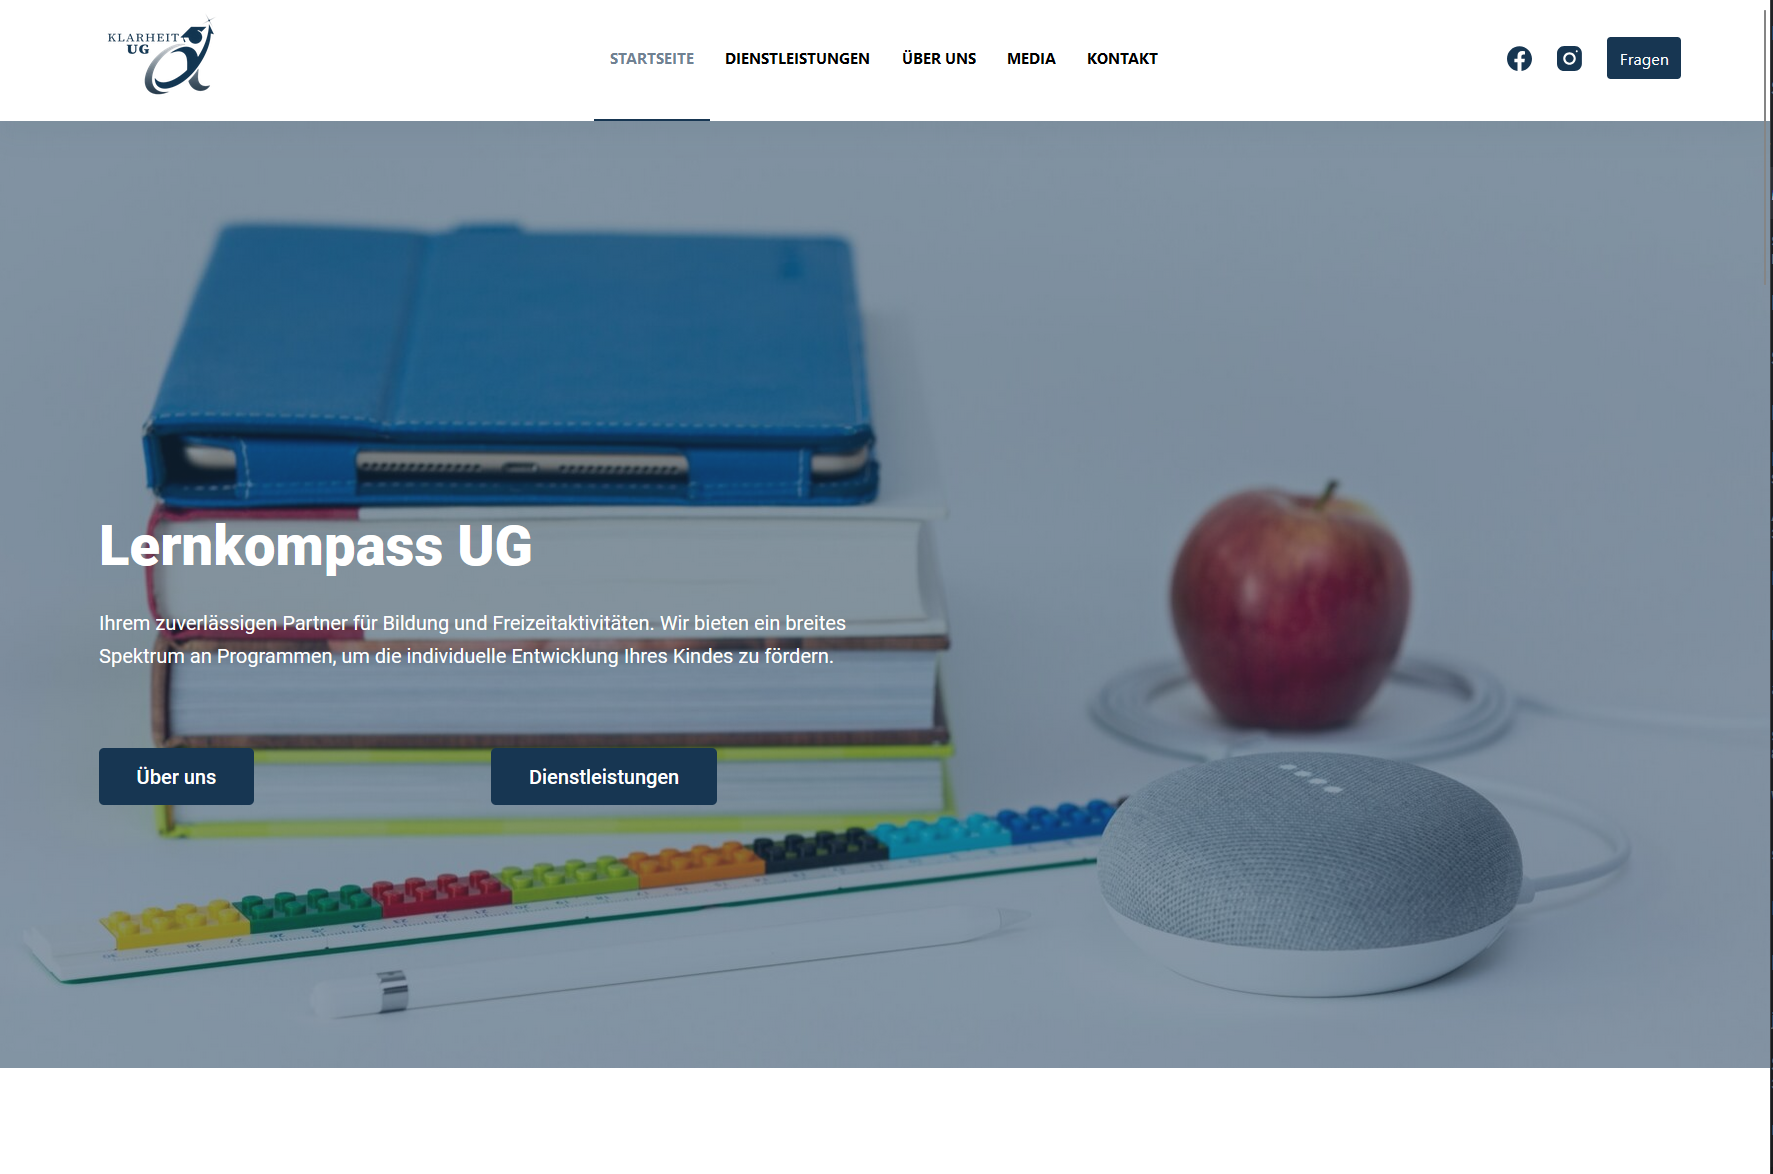 KLARHEIT
UG
STARTSEITE
DIENSTLEISTUNGEN
ÜBER UNS
MEDIA
KONTAKT
Fragen
Lernkompass UG
Ihrem zuverlässigen Partner für Bildung und Freizeitaktivitäten. Wir bieten ein breites
Spektrum an Programmen, um die individuelle Entwicklung Ihres Kindes zu fördern.
Über uns
Dienstleistungen